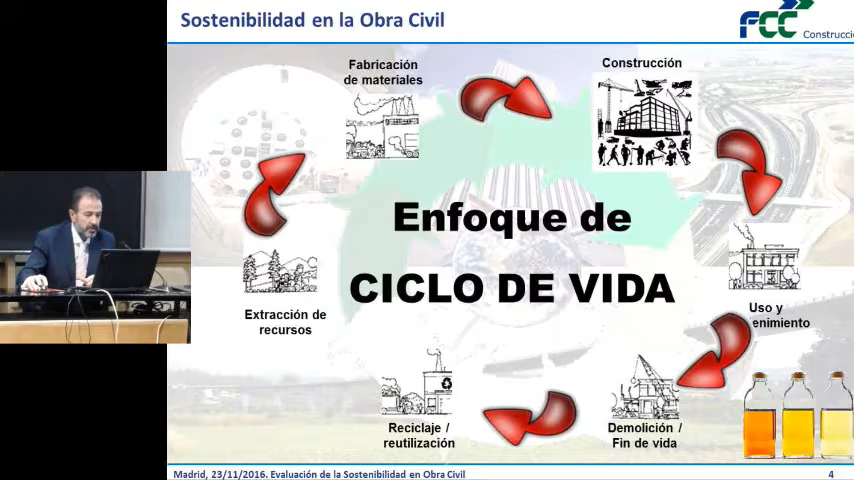 Sostenibilidad en la Obra Civil
FCC
Construcció
Fabricación
de materiales
Construcción
Enfoque de
CICLO DE VIDA
Extracción de
recursos
Uso y
enimiento
Reciclaje /
reutilización
Demolición /
Fin de vida
Madrid, 23/11/2016. Evaluación de la Sostenibilidad en Obra Civil
4